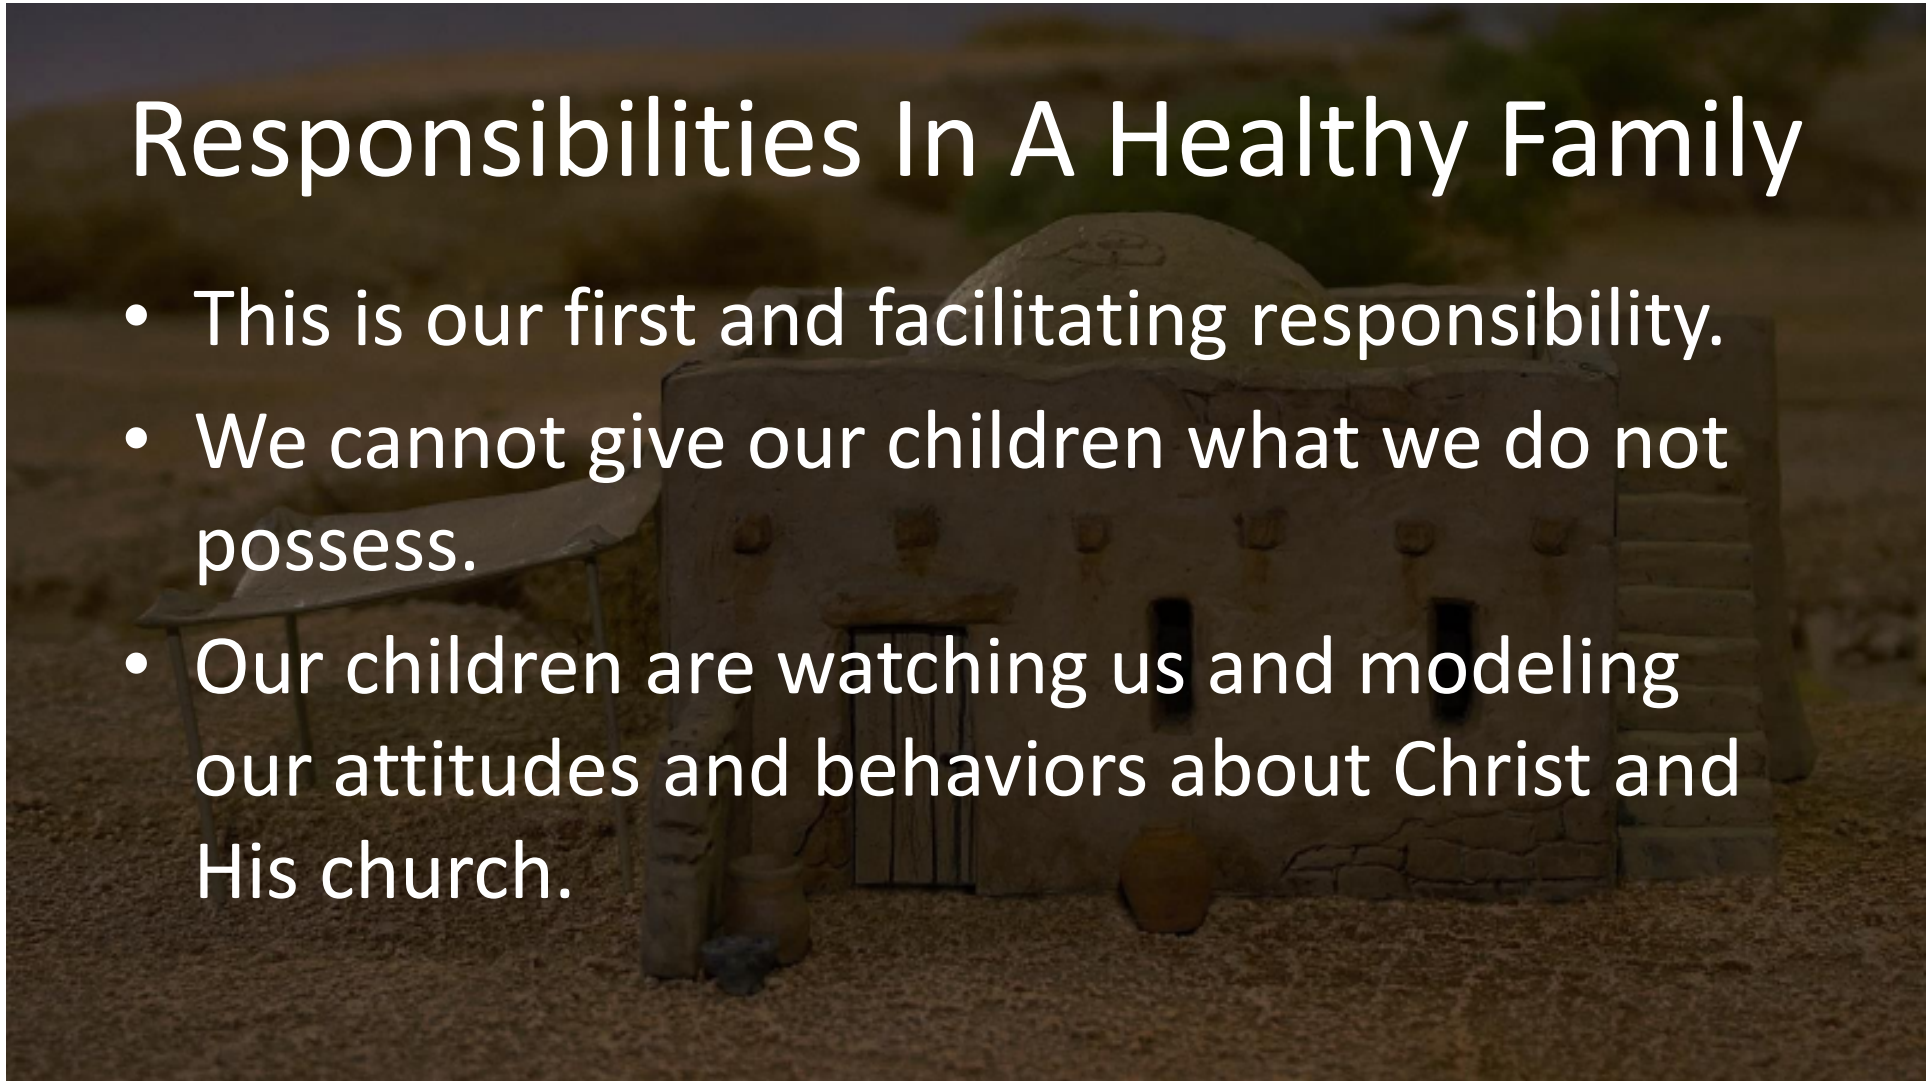 Responsibilities In A Healthy Family
• This is our first and facilitating responsibility.
• We cannot give our children what we do not
possess.
• Our children are watching us and modeling
our attitudes and behaviors about Christ and
His church.